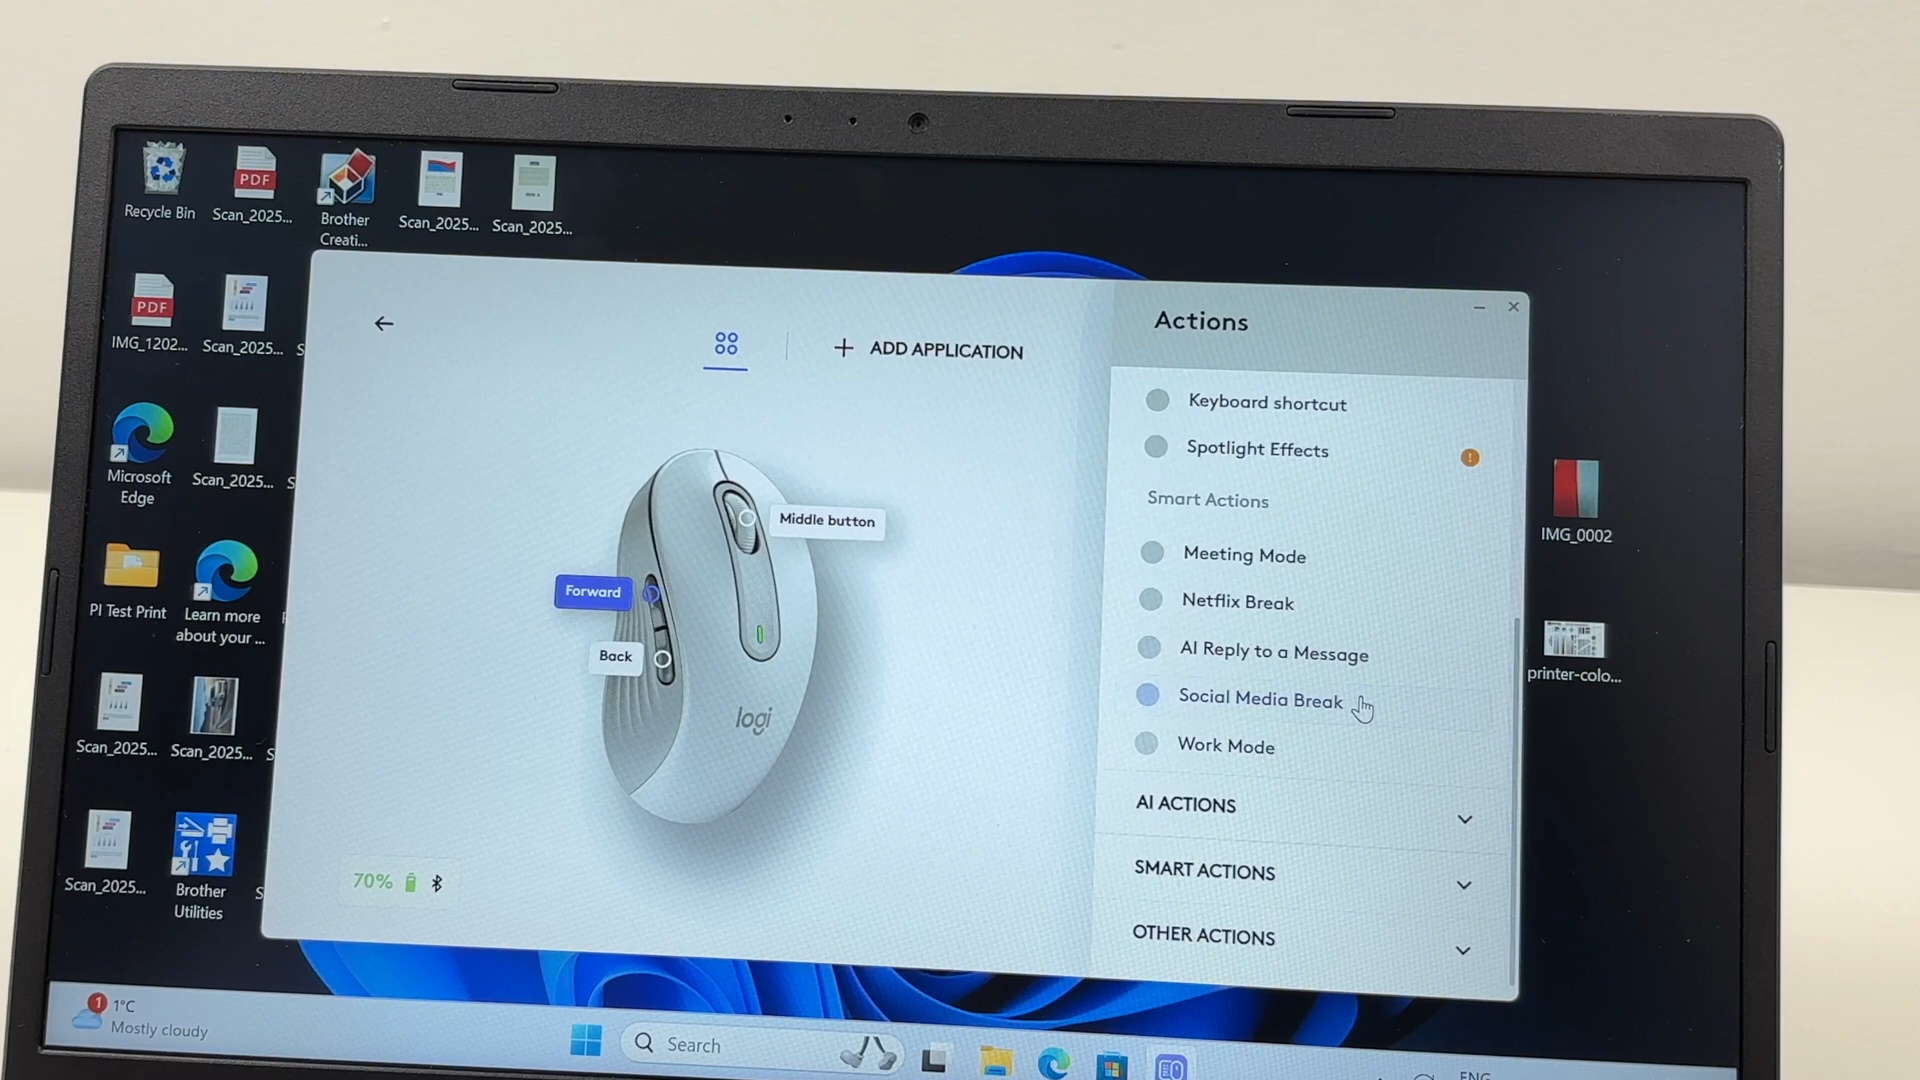 Recycle Bin
PDF
Scan_2025...
Brother
Creati...
Scan_2025...
Scan_2025...
PDF
IMG_1202...
Scan_2025...
S
Microsoft
Edge
Scan_2025...
S
PI Test Print
Learn more
about your ...
Scan_2025...
Scan_2025...
S
Scan_2025...
Brother
Utilities
S
IMG_0002
printer-colo...
ADD APPLICATION
Middle button
Forward
Back
logi
70%
Actions
Keyboard shortcut
Spotlight Effects
!
Smart Actions
Meeting Mode
Netflix Break
AI Reply to a Message
Social Media Break
Work Mode
AI ACTIONS
SMART ACTIONS
OTHER ACTIONS
1
1°C
Mostly cloudy
Search
ENG